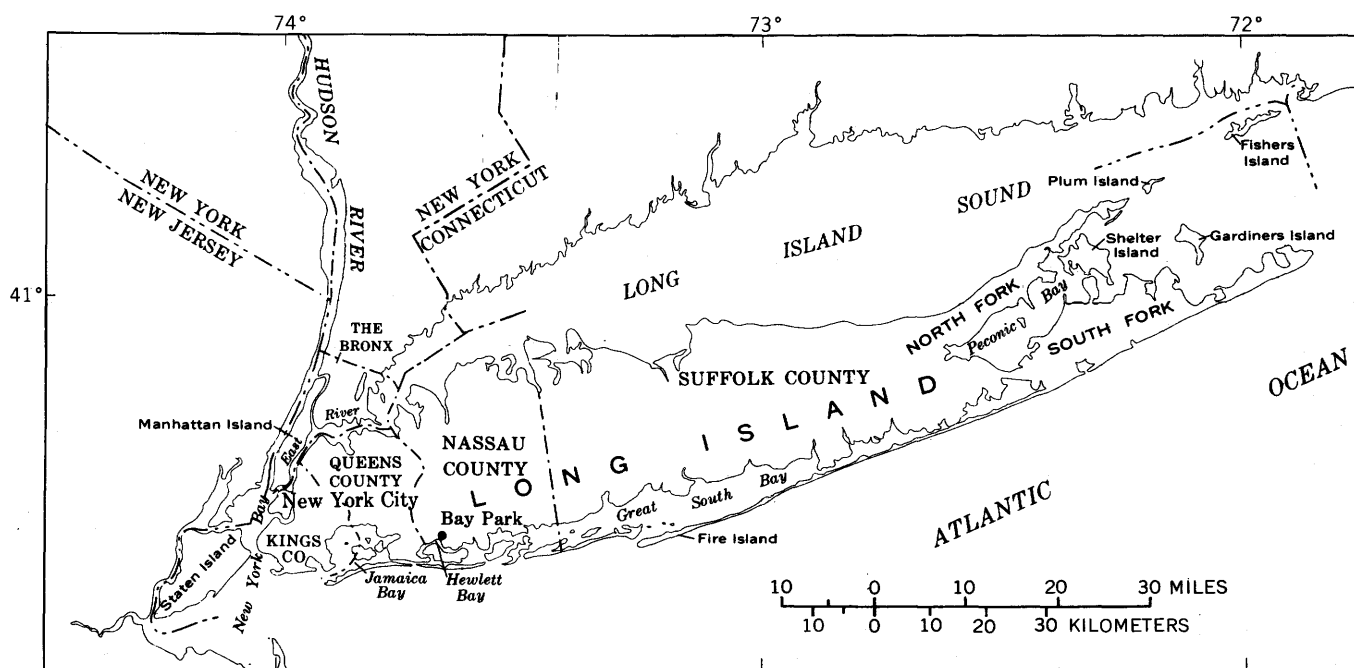 74° 73° 72°
HUDSON
RIVER
NEW YORK
NEW JERSEY
NEW YORK
CONNECTICUT
Fishers
Island
Plum Island
SOUND
ISLAND
LONG
Shelter
Island
Gardiners Island
41°
NORTH FORK
Peconic Bay
SOUTH FORK
THE
BRONX
SUFFOLK COUNTY
OCEAN
Manhattan Island
East River
NASSAU
COUNTY
QUEENS
COUNTY
New York City
LONG ISLAND
Great South Bay
Bay Park
ATLANTIC
Fire Island
KINGS
CO.
Staten Island
New York Bay
Jamaica
Bay
Hewlett
Bay
10 0 10 20 30 MILES
10 0 10 20 30 KILOMETERS